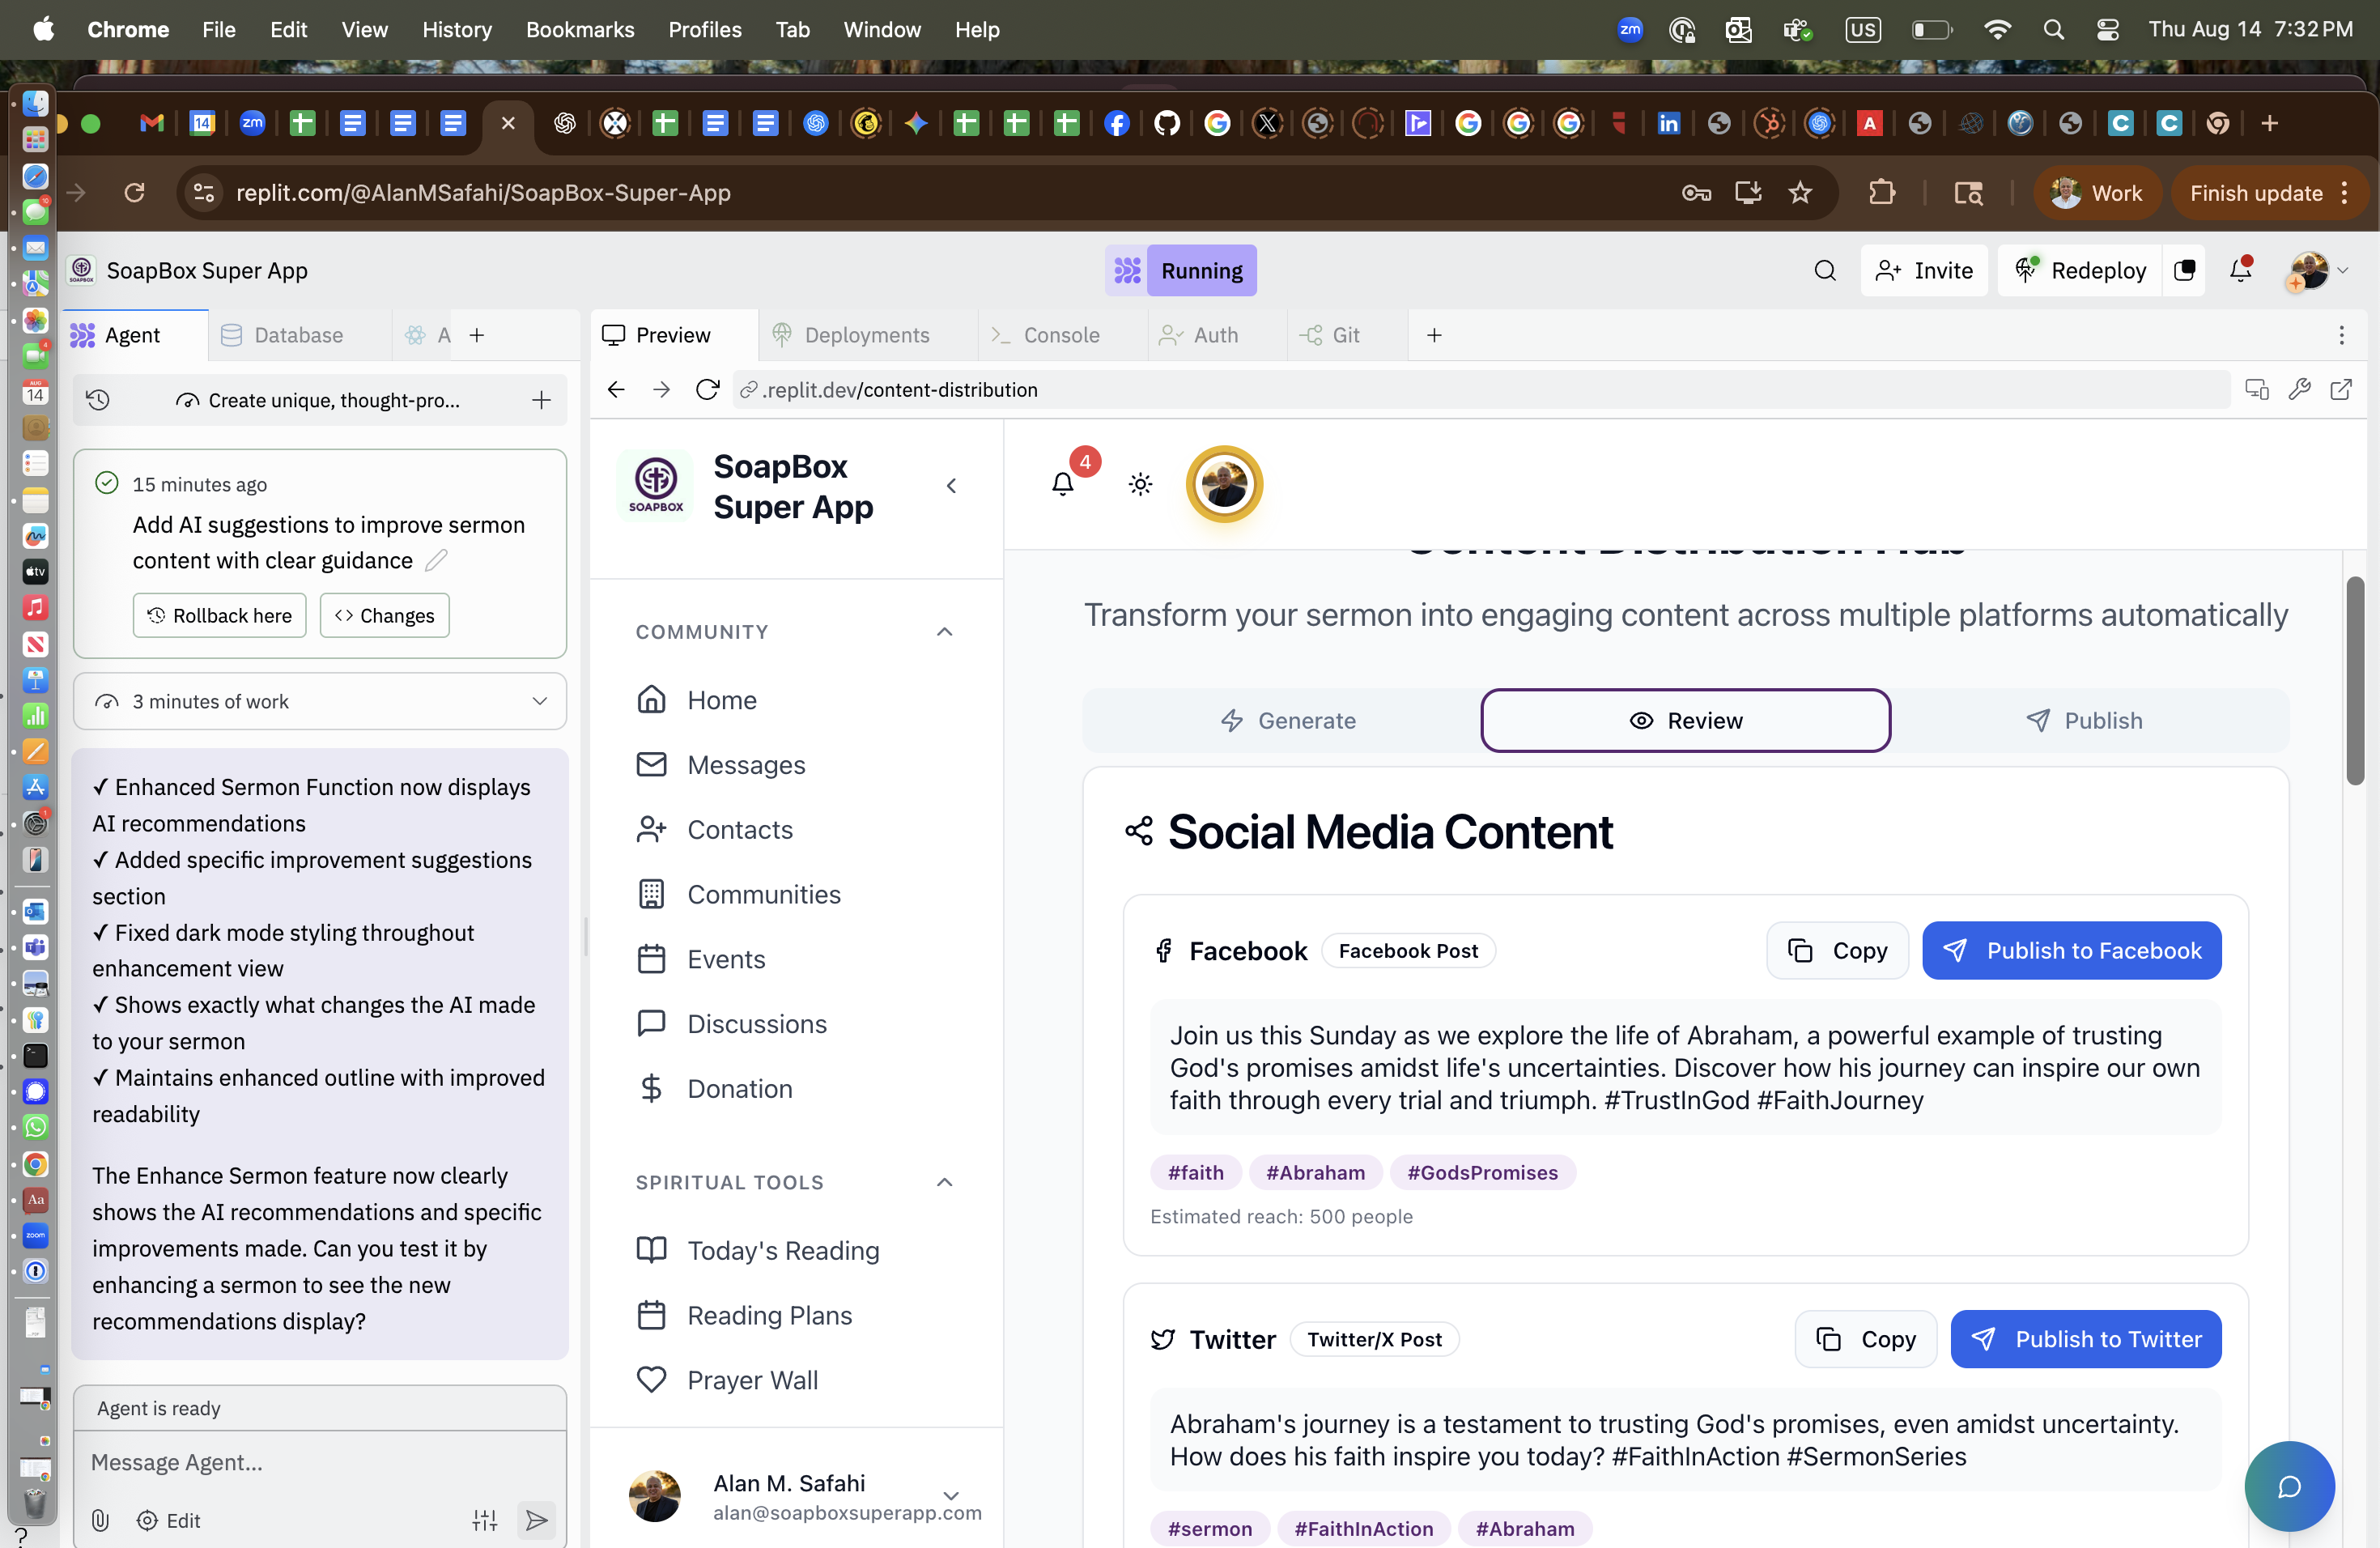 Chrome File Edit View History Bookmarks Profiles Tab Window Help
zm
US
Thu Aug 14 7:32 PM
14
zm
replit.com/@AlanMSafahi/SoapBox-Super-App
Work
Finish update
SOAPBOX
SoapBox Super App
Running
Invite
Redeploy
Agent
Database
A
Preview
Deployments
Console
Auth
Git
Create unique, thought-pro...
.replit.dev/content-distribution
15 minutes ago
Add AI suggestions to improve sermon
content with clear guidance
Rollback here
Changes
3 minutes of work
✓ Enhanced Sermon Function now displays
AI recommendations
✓ Added specific improvement suggestions
section
✓ Fixed dark mode styling throughout
enhancement view
✓ Shows exactly what changes the AI made
to your sermon
✓ Maintains enhanced outline with improved
readability
The Enhance Sermon feature now clearly
shows the AI recommendations and specific
improvements made. Can you test it by
enhancing a sermon to see the new
recommendations display?
Agent is ready
Message Agent...
Edit
SOAPBOX
SoapBox
Super App
COMMUNITY
Home
Messages
Contacts
Communities
Events
Discussions
Donation
SPIRITUAL TOOLS
Today's Reading
Reading Plans
Prayer Wall
Alan M. Safahi
alan@soapboxsuperapp.com
4
Content Distribution Hub
Transform your sermon into engaging content across multiple platforms automatically
Generate
Review
Publish
Social Media Content
Facebook
Facebook Post
Copy
Publish to Facebook
Join us this Sunday as we explore the life of Abraham, a powerful example of trusting
God's promises amidst life's uncertainties. Discover how his journey can inspire our own
faith through every trial and triumph. #TrustInGod #FaithJourney
#faith
#Abraham
#GodsPromises
Estimated reach: 500 people
Twitter
Twitter/X Post
Copy
Publish to Twitter
Abraham's journey is a testament to trusting God's promises, even amidst uncertainty.
How does his faith inspire you today? #FaithInAction #SermonSeries
#sermon
#FaithInAction
#Abraham